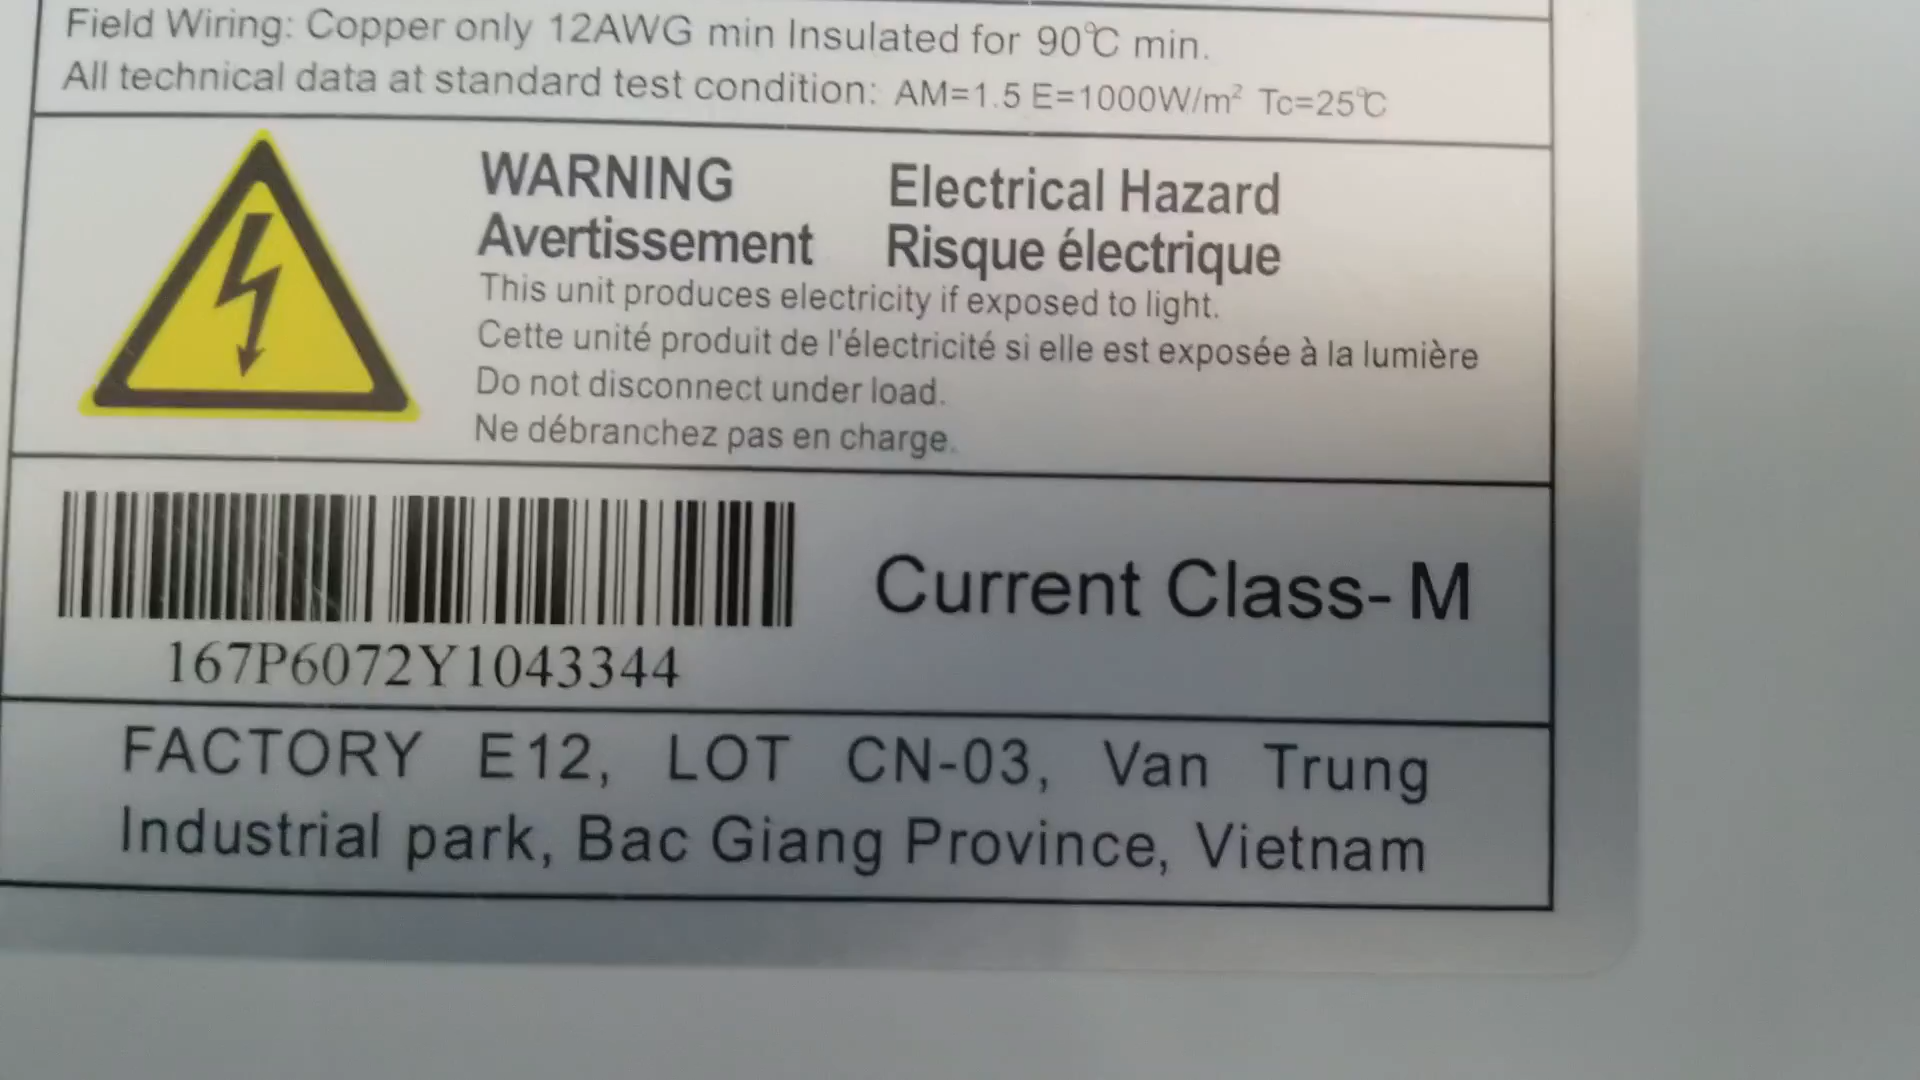 Field Wiring: Copper only 12AWG min Insulated for 90℃ min.
All technical data at standard test condition: AM=1.5 E=1000W/m² Tc=25℃
WARNING Electrical Hazard
Avertissement Risque électrique
This unit produces electricity if exposed to light.
Cette unité produit de l'électricité si elle est exposée à la lumière
Do not disconnect under load.
Ne débranchez pas en charge.
Current Class- M
167P6072Y1043344
FACTORY E12, LOT CN-03, Van Trung
Industrial park, Bac Giang Province, Vietnam